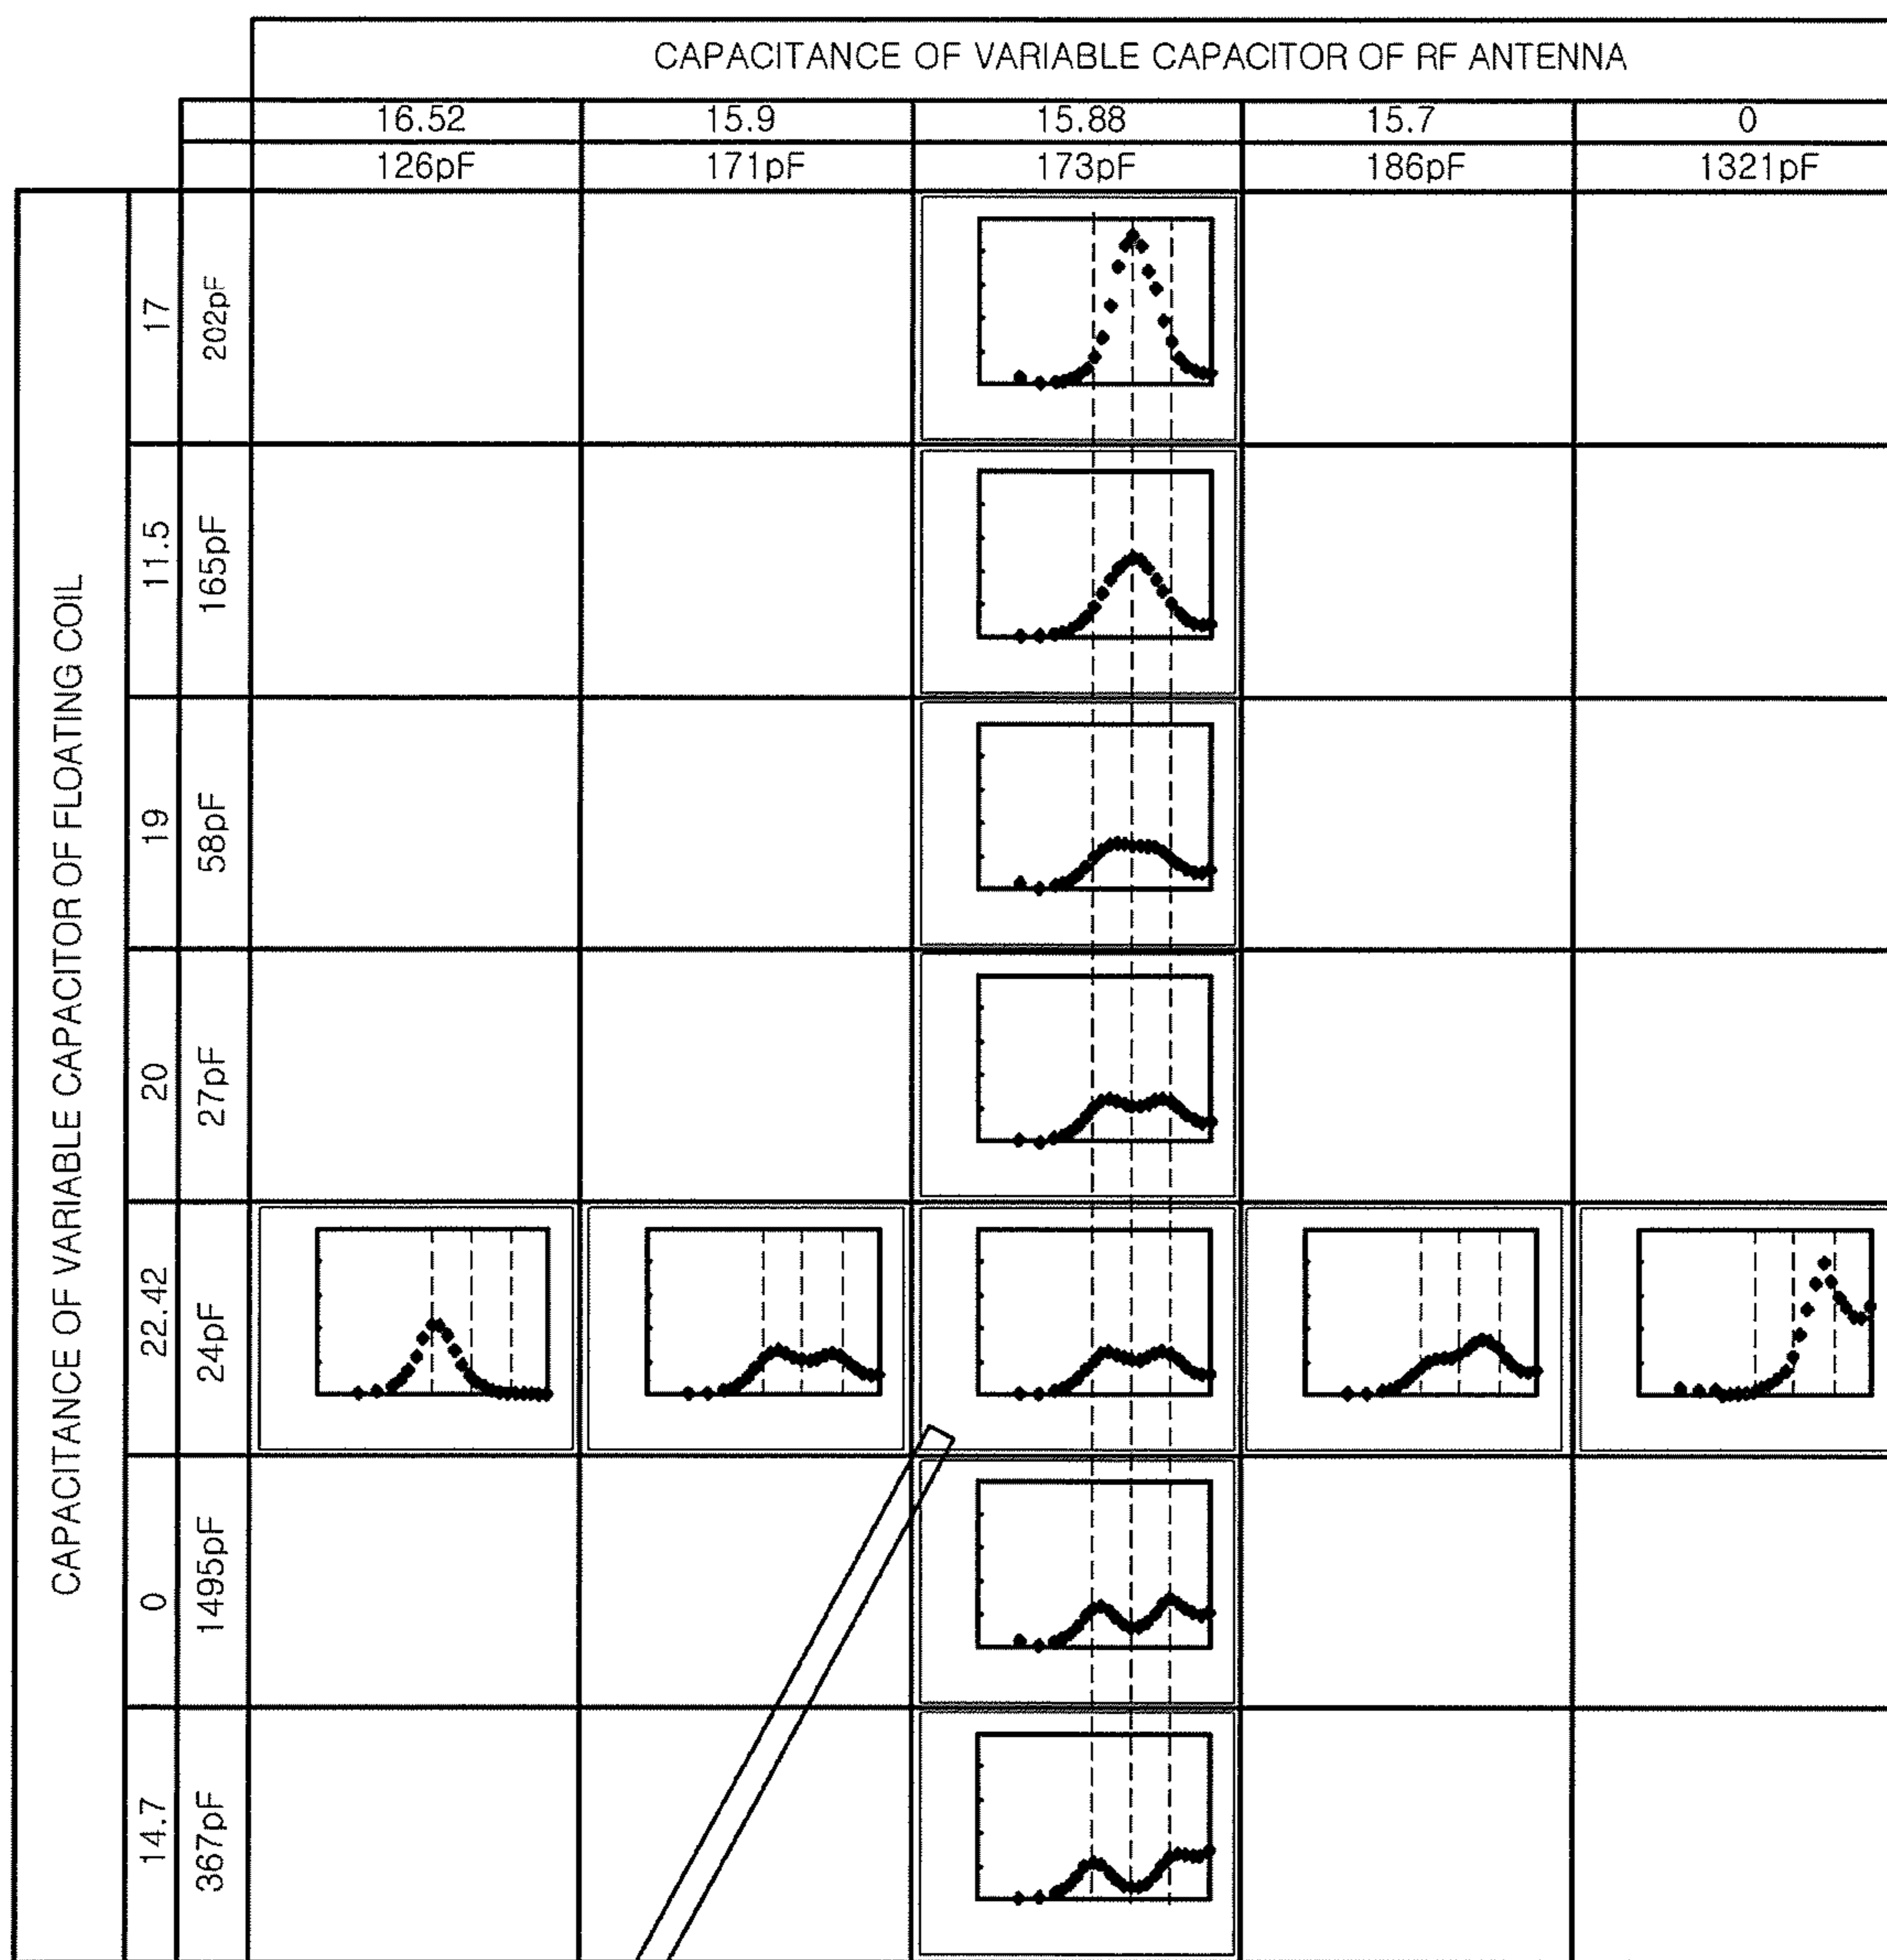 CAPACITANCE OF VARIABLE CAPACITOR OF RF ANTENNA
16.52 15.9 15.88 15.7 0
126pF 171pF 173pF 186pF 1321pF
CAPACITANCE OF VARIABLE CAPACITOR OF FLOATING COIL
17 202pF
11.5 165pF
19 58pF
20 27pF
22.42 24pF
0 1495pF
14.7 367pF